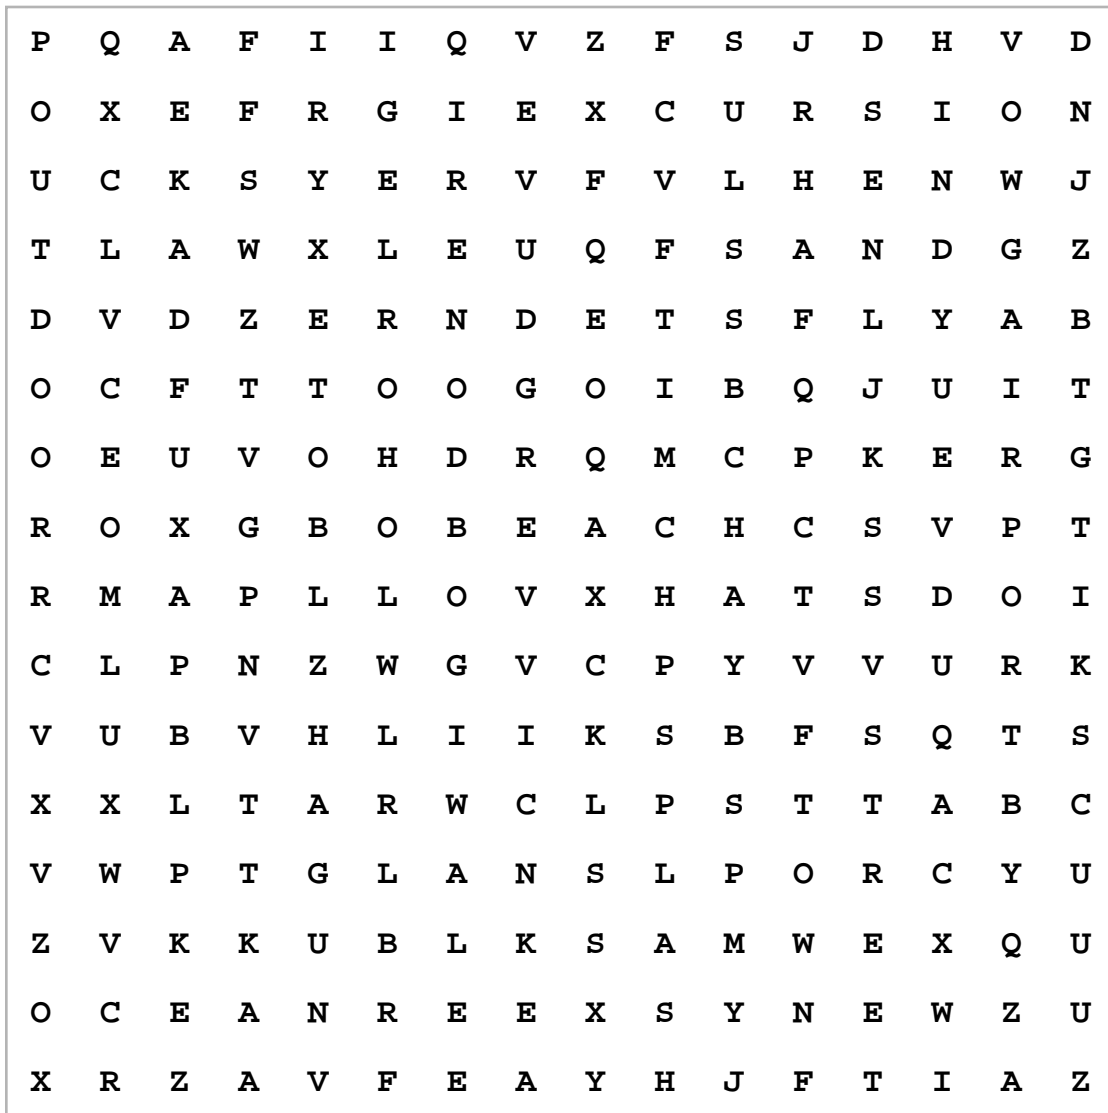 P Q A F I I Q V Z F S J D H V D
O X E F R G I E X C U R S I O N
U C K S Y E R V F V L H E N W J
T L A W X L E U Q F S A N D G Z
D V D Z E R N D E T S F L Y A B
O C F T T O O G O I B Q J U I T
O E U V O H D R Q M C P K E R G
R O X G B O B E A C H C S V P T
R M A P L L O V X H A T S D O I
C L P N Z W G V C P Y V V U R K
V U B V H L I I K S B F S Q T S
X X L T A R W C L P S T T A B C
V W P T G L A N S L P O R C Y U
Z V K K U B L K S A M W E X Q U
O C E A N R E E X S Y N E W Z U
X R Z A V F E A Y H J F T I A Z